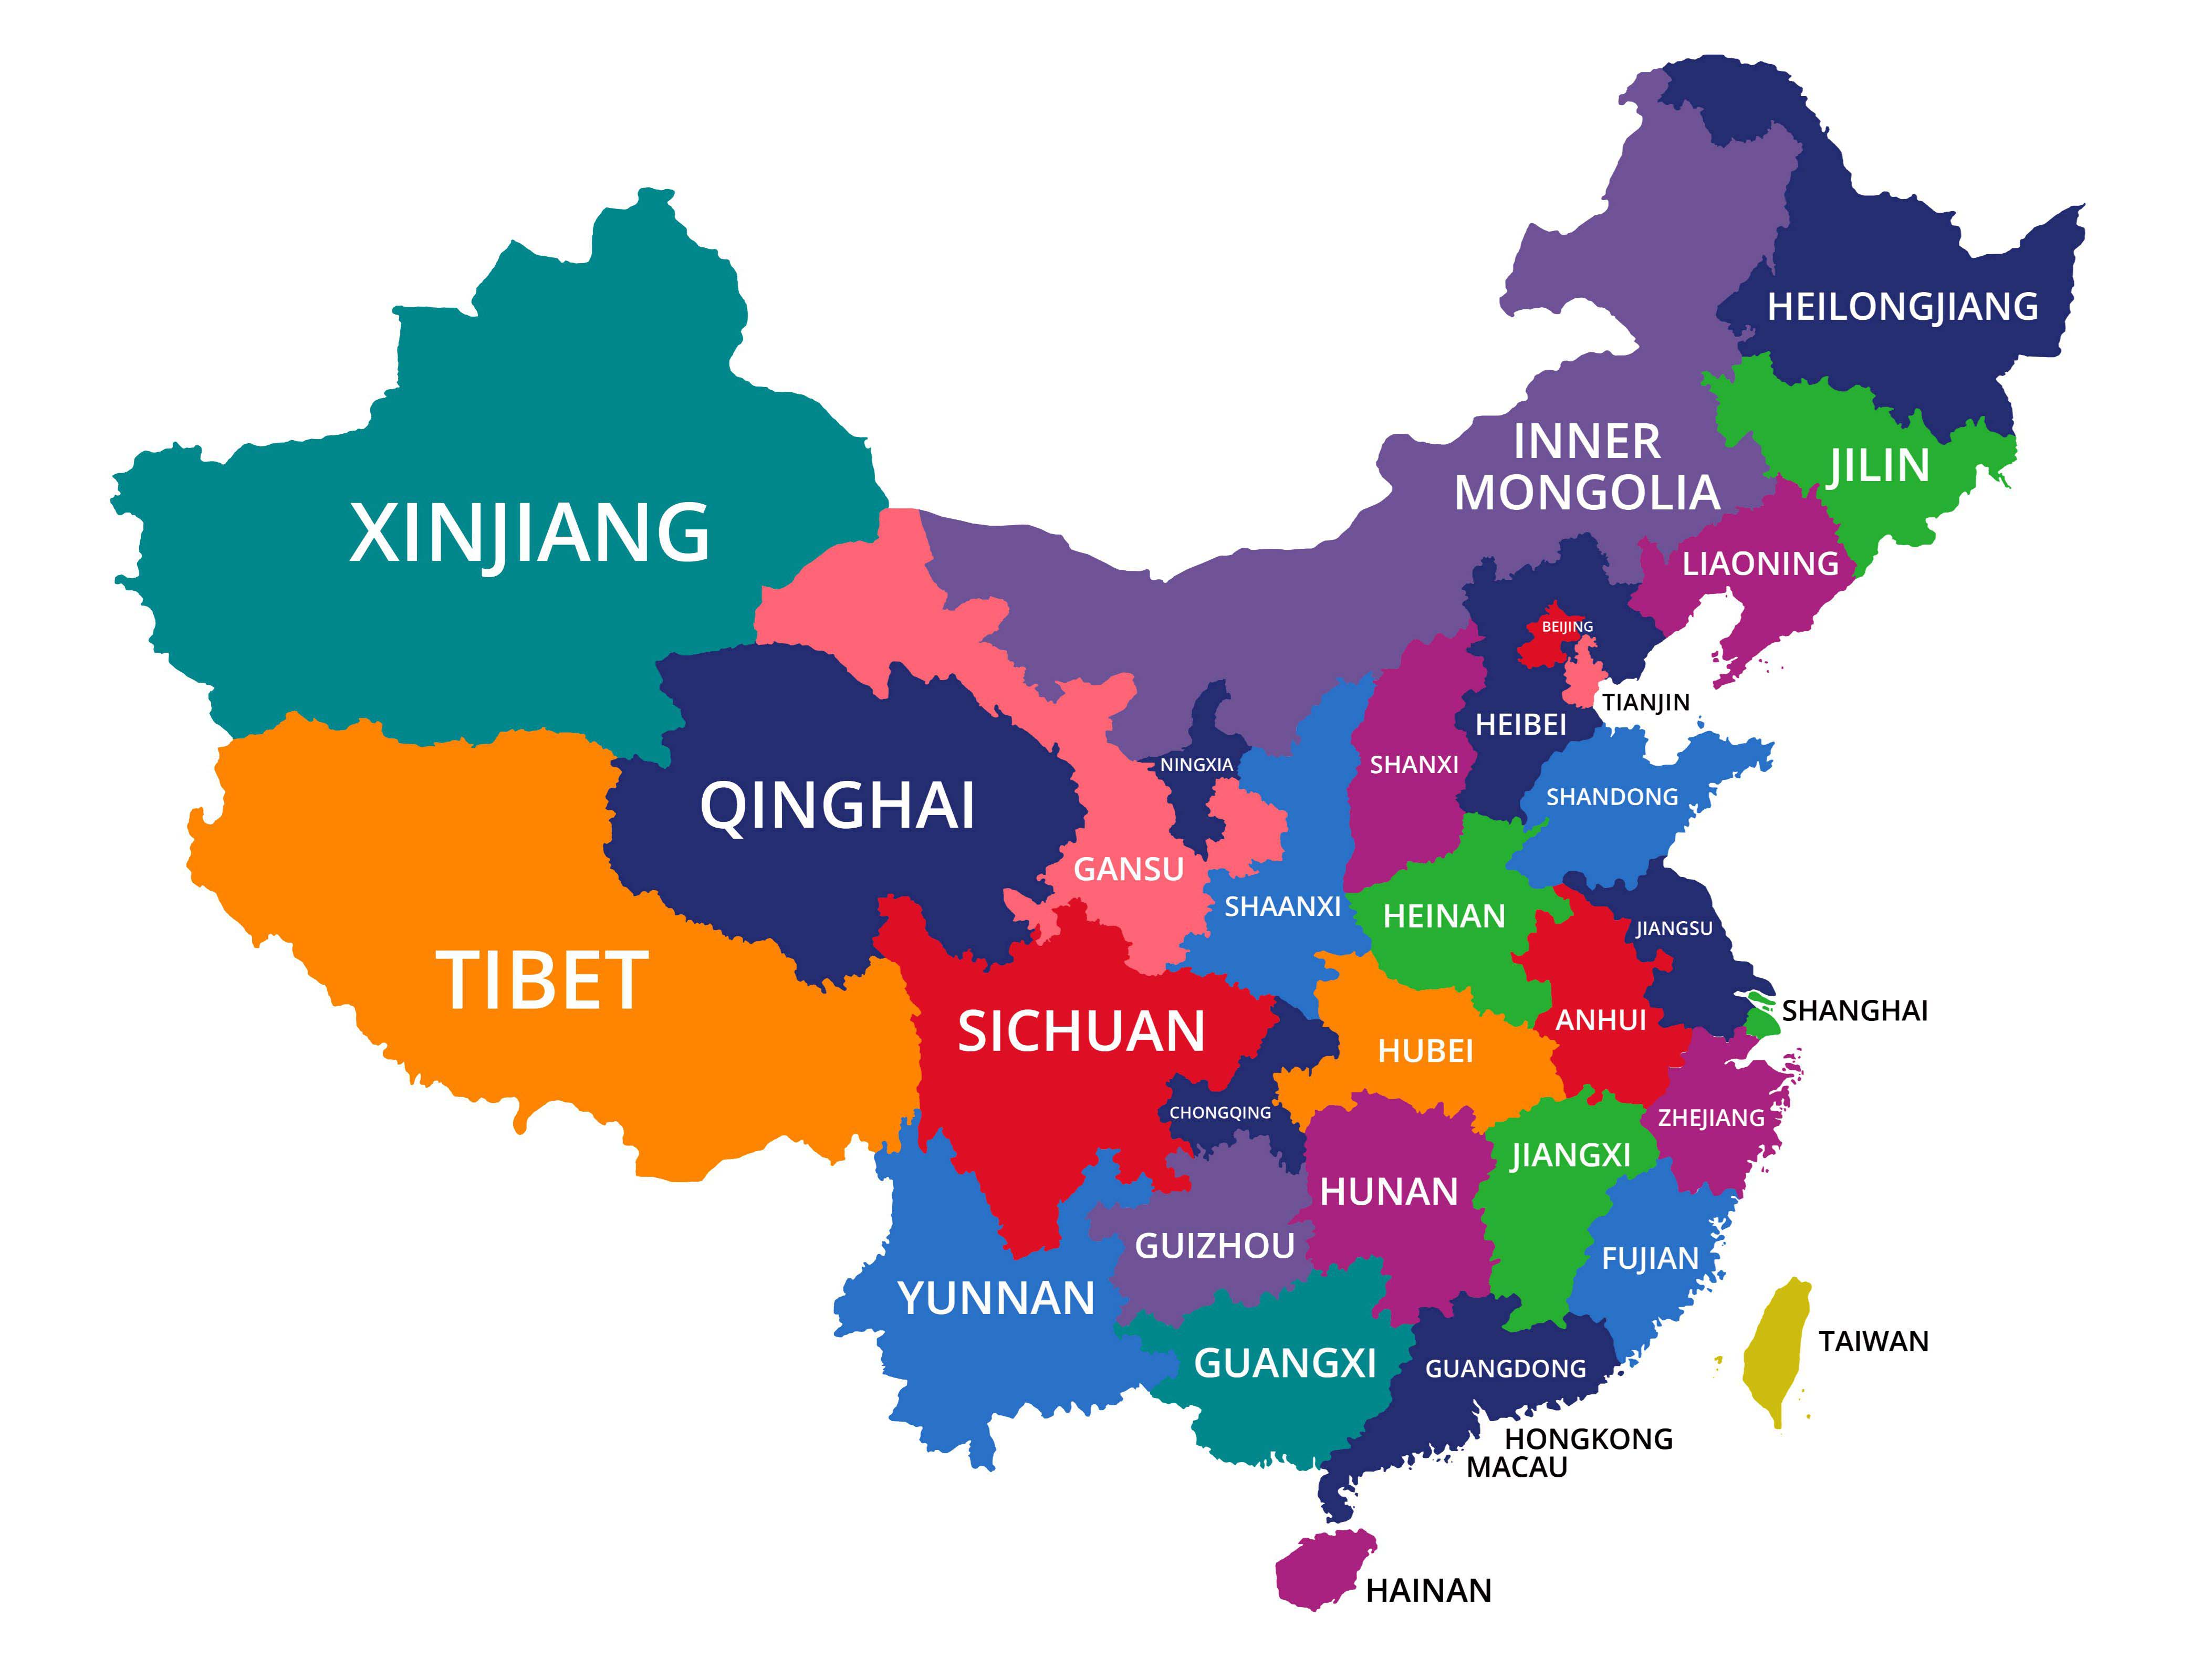 HEILONGJIANG
INNER
MONGOLIA
JILIN
XINJIANG
LIAONING
BEIJING
TIANJIN
HEIBEI
NINGXIA
SHANXI
QINGHAI
SHANDONG
GANSU
SHAANXI
HEINAN
JIANGSU
TIBET
SHANGHAI
SICHUAN
ANHUI
HUBEI
CHONGQING
ZHEJIANG
JIANGXI
HUNAN
GUIZHOU
FUJIAN
YUNNAN
TAIWAN
GUANGXI
GUANGDONG
HONGKONG
MACAU
HAINAN